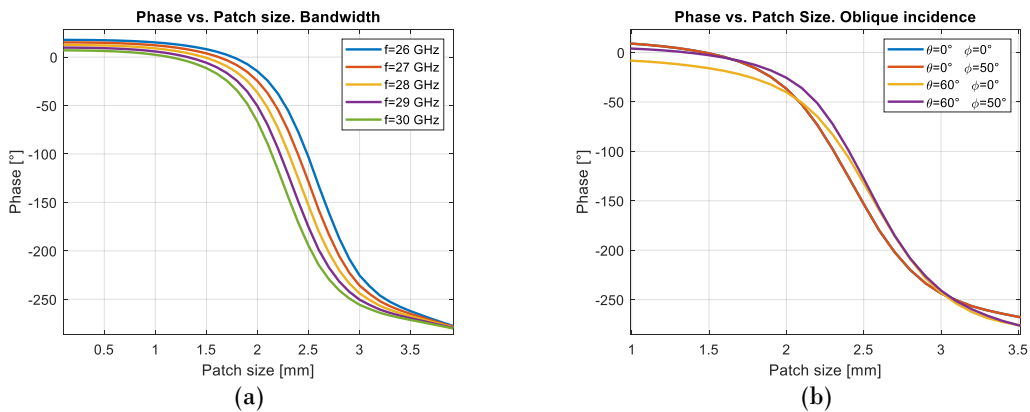 Phase vs. Patch size. Bandwidth
0
-50
-100
-150
-200
-250
Phase [°]
f=26 GHz
f=27 GHz
f=28 GHz
f=29 GHz
f=30 GHz
0.5 1 1.5 2 2.5 3 3.5
Patch size [mm]
(a)
Phase vs. Patch Size. Oblique incidence
0
-50
-100
-150
-200
-250
Phase [°]
θ=0° ϕ=0°
θ=0° ϕ=50°
θ=60° ϕ=0°
θ=60° ϕ=50°
1 1.5 2 2.5 3 3.5
Patch size [mm]
(b)